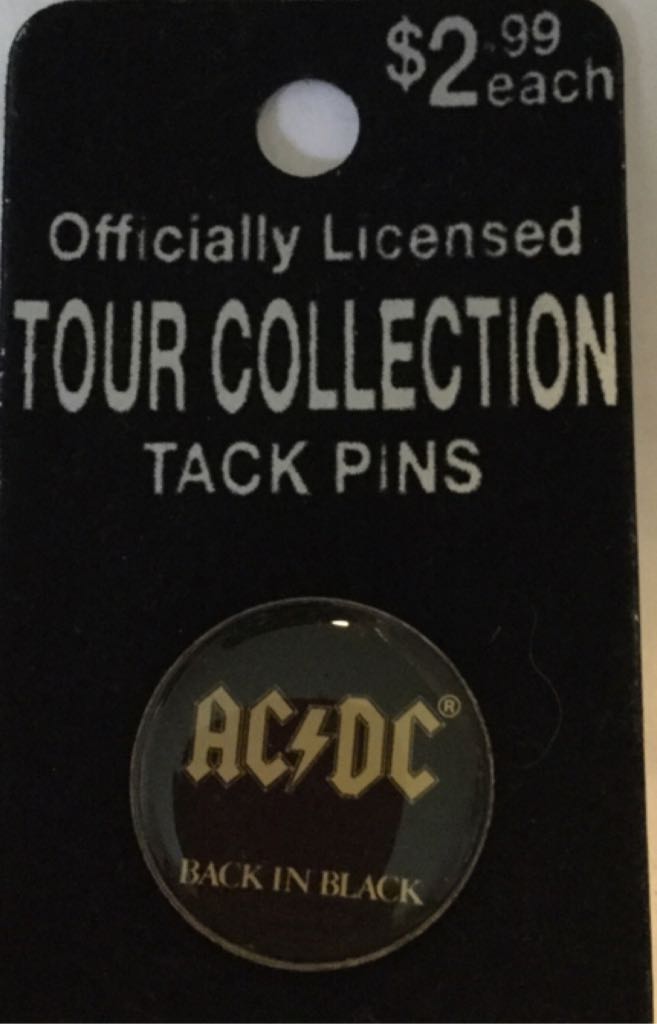 $2.99
each
Officially Licensed
TOUR COLLECTION
TACK PINS
AC⚡DC®
BACK IN BLACK